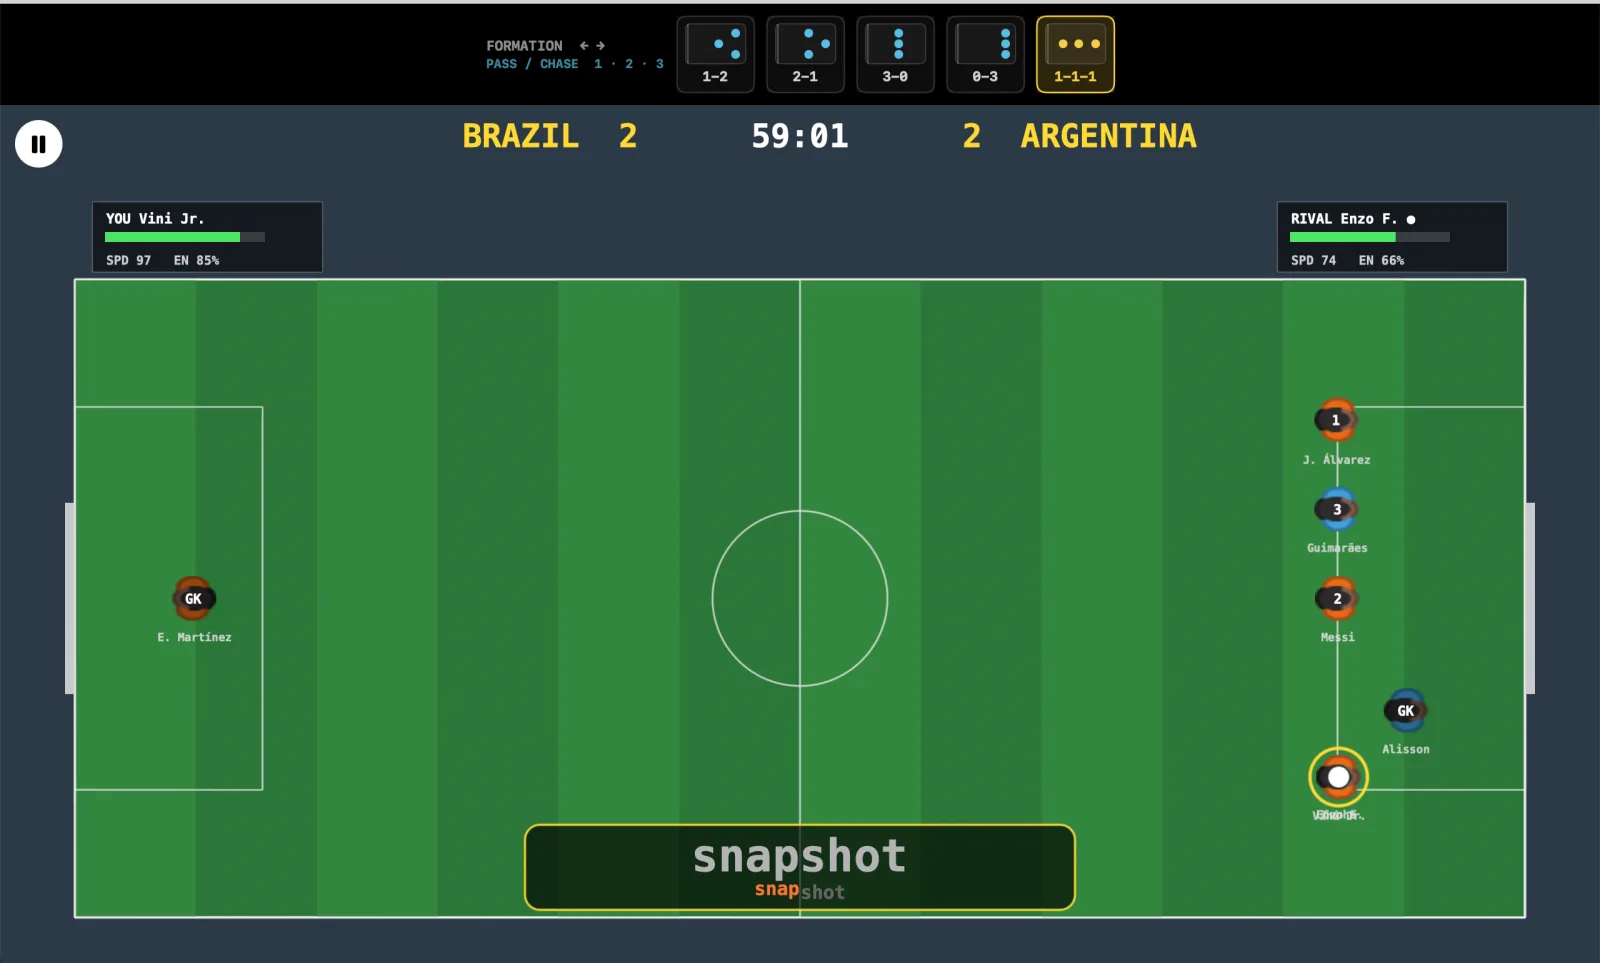 FORMATION ← →
PASS / CHASE 1 · 2 · 3
1–2
2–1
3–0
0–3
1–1–1
BRAZIL 2
59:01
2 ARGENTINA
YOU Vini Jr.
SPD 97 EN 85%
RIVAL Enzo F.
SPD 74 EN 66%
1
J. Álvarez
3
Guimarães
GK
E. Martínez
2
Messi
GK
Alisson
snapshot
snapshot